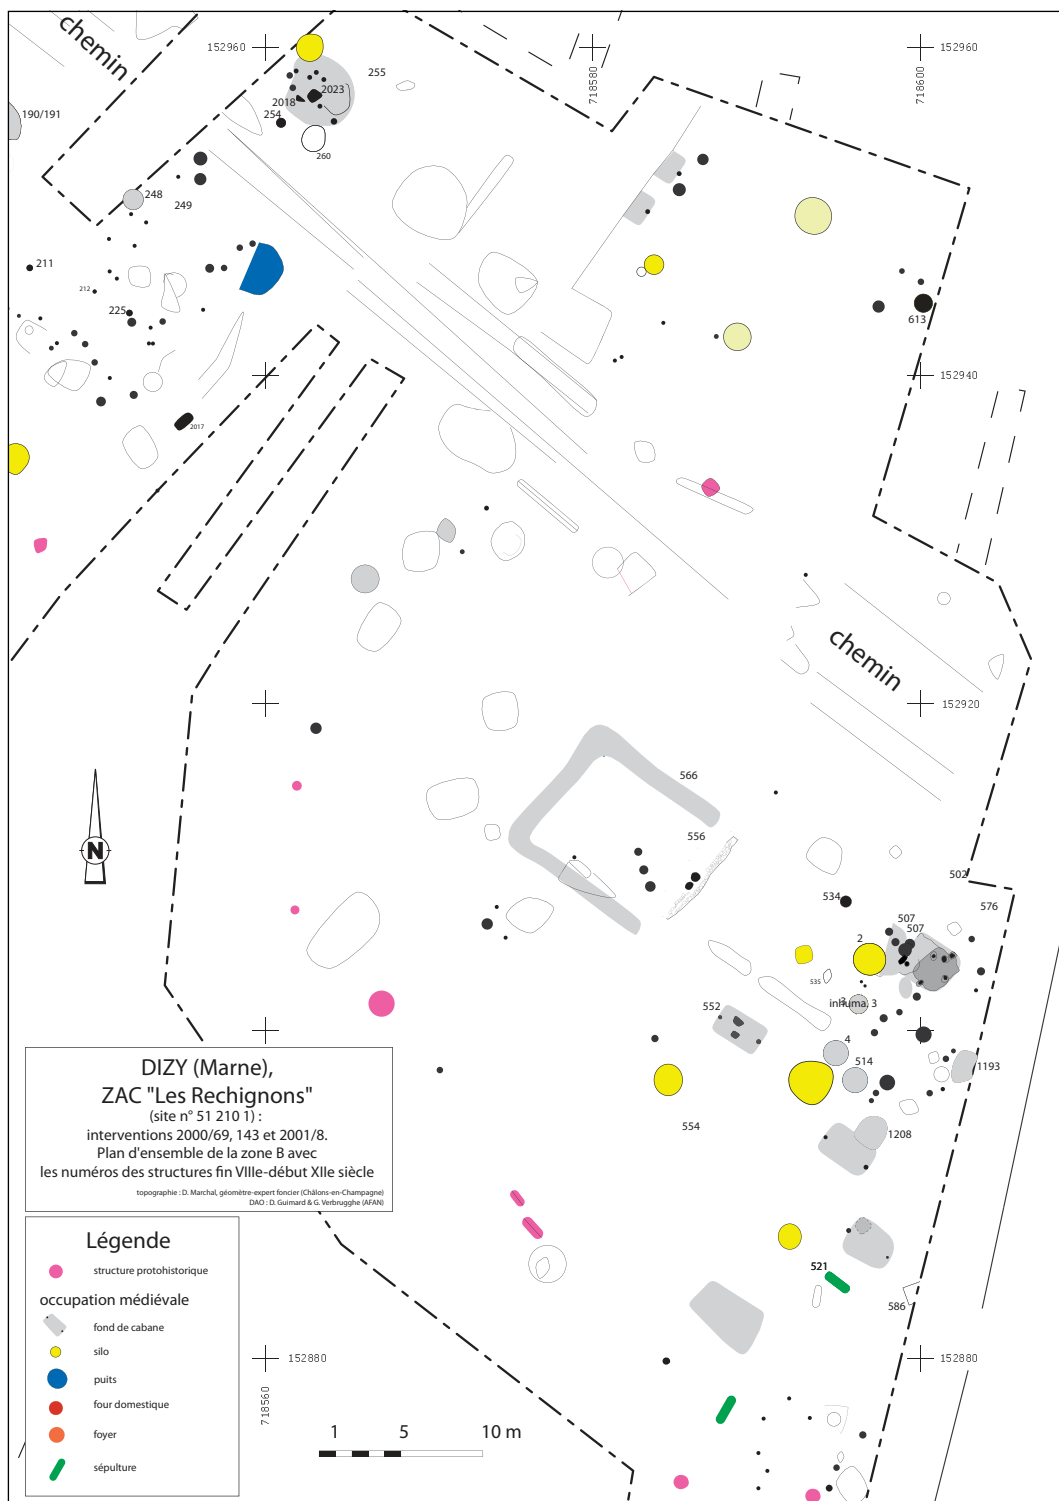 chemin
152960
152960
718580
718600
255
2023
2018
254
260
190/191
248
249
211
212
225
613
152940
2017
chemin
152920
566
556
502
534
576
507
507
2
535
3
inhuma, 3
552
4
514
1193
554
1208
521
586
152880
152880
718560
N
DIZY (Marne),
ZAC "Les Rechignons"
(site n° 51 210 1) :
interventions 2000/69, 143 et 2001/8.
Plan d'ensemble de la zone B avec
les numéros des structures fin VIIIe-début XIIe siècle
topographie : D. Marchal, géomètre-expert foncier (Châlons-en-Champagne)
DAO : D. Guimard & G. Verbrugghe (AFAN)
Légende
structure protohistorique
occupation médiévale
fond de cabane
silo
puits
four domestique
foyer
sépulture
1 5 10 m